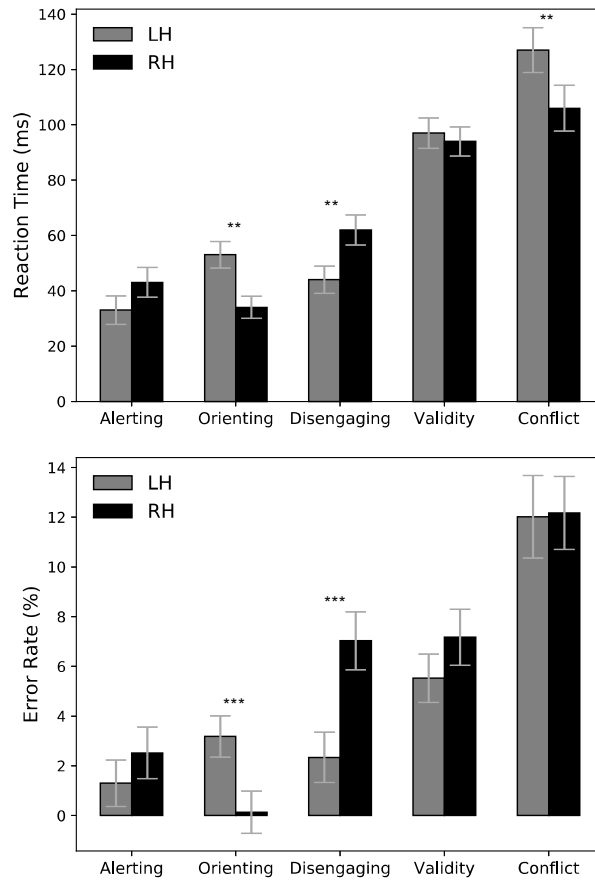 LH
RH
Reaction Time (ms)
140
120
100
80
60
40
20
0
**
**
**
Alerting Orienting Disengaging Validity Conflict
LH
RH
Error Rate (%)
14
12
10
8
6
4
2
0
***
***
Alerting Orienting Disengaging Validity Conflict